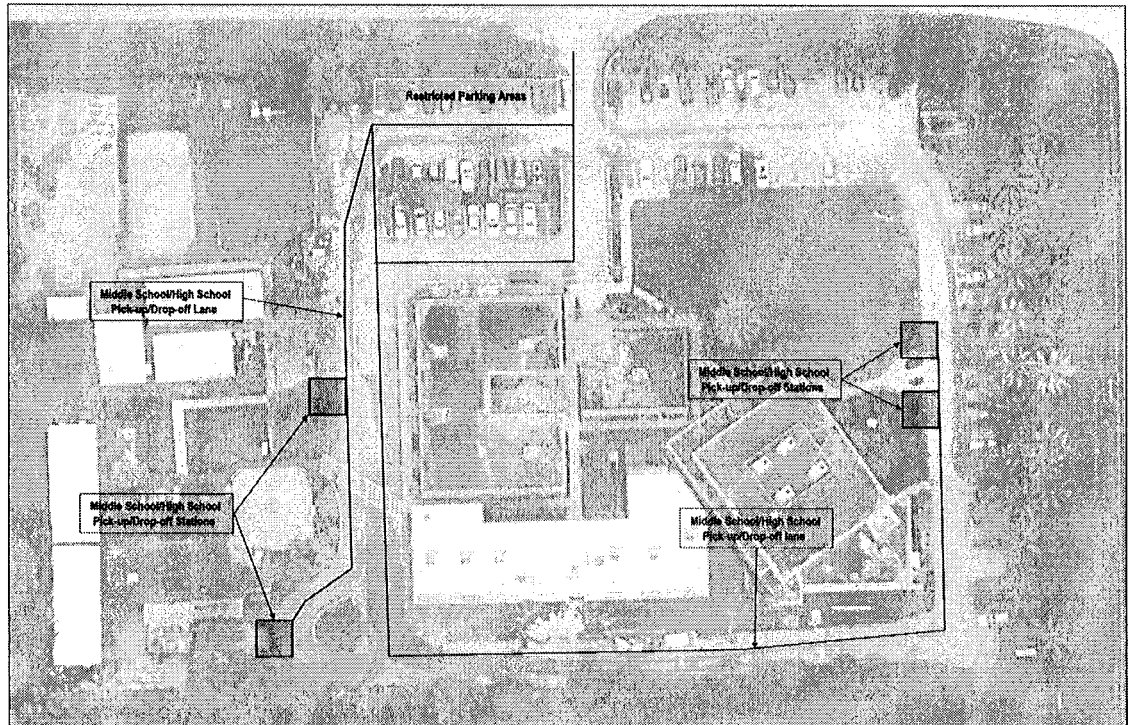 Restricted Parking Areas
Middle School/High School
Pick-up/Drop-off Lane
Middle School/High School
Pick-up/Drop-off Stations
Middle School/High School
Pick-up/Drop-off Stations
Middle School/High School
Pick-up/Drop-off lane